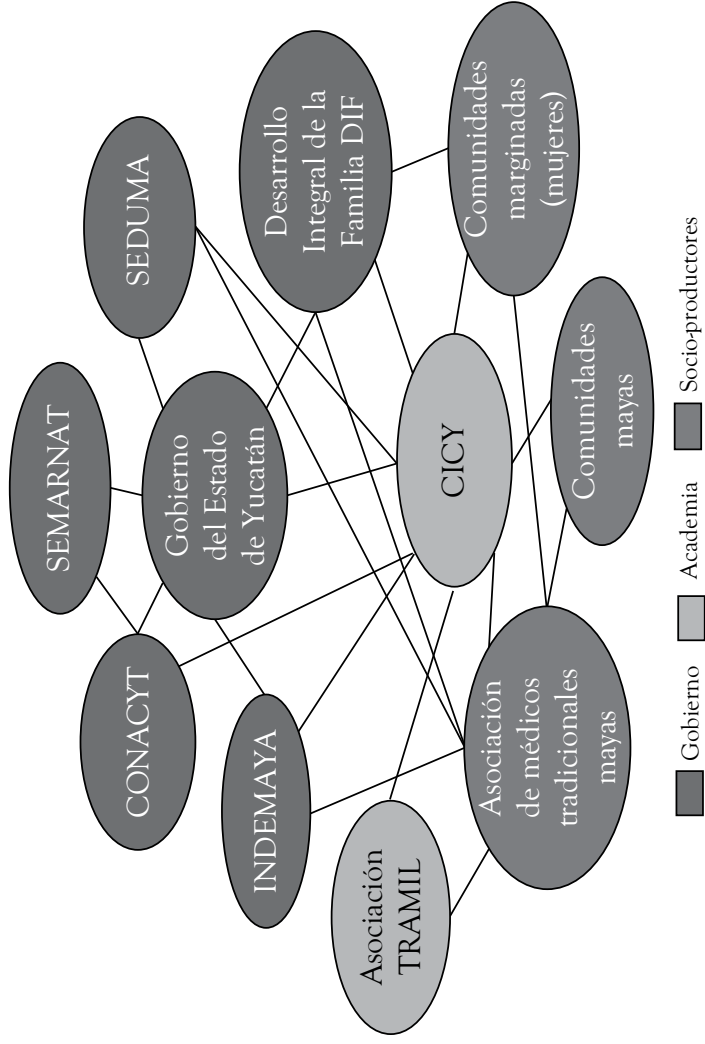 SEMARNAT
SEDUMA
CONACYT
Gobierno
del Estado
de Yucatán
Desarrollo
Integral de la
Familia DIF
INDEMAYA
CICY
Comunidades
marginadas
(mujeres)
Asociación
TRAMIL
Asociación
de médicos
tradicionales
mayas
Comunidades
mayas
Gobierno
Academia
Socio-productores